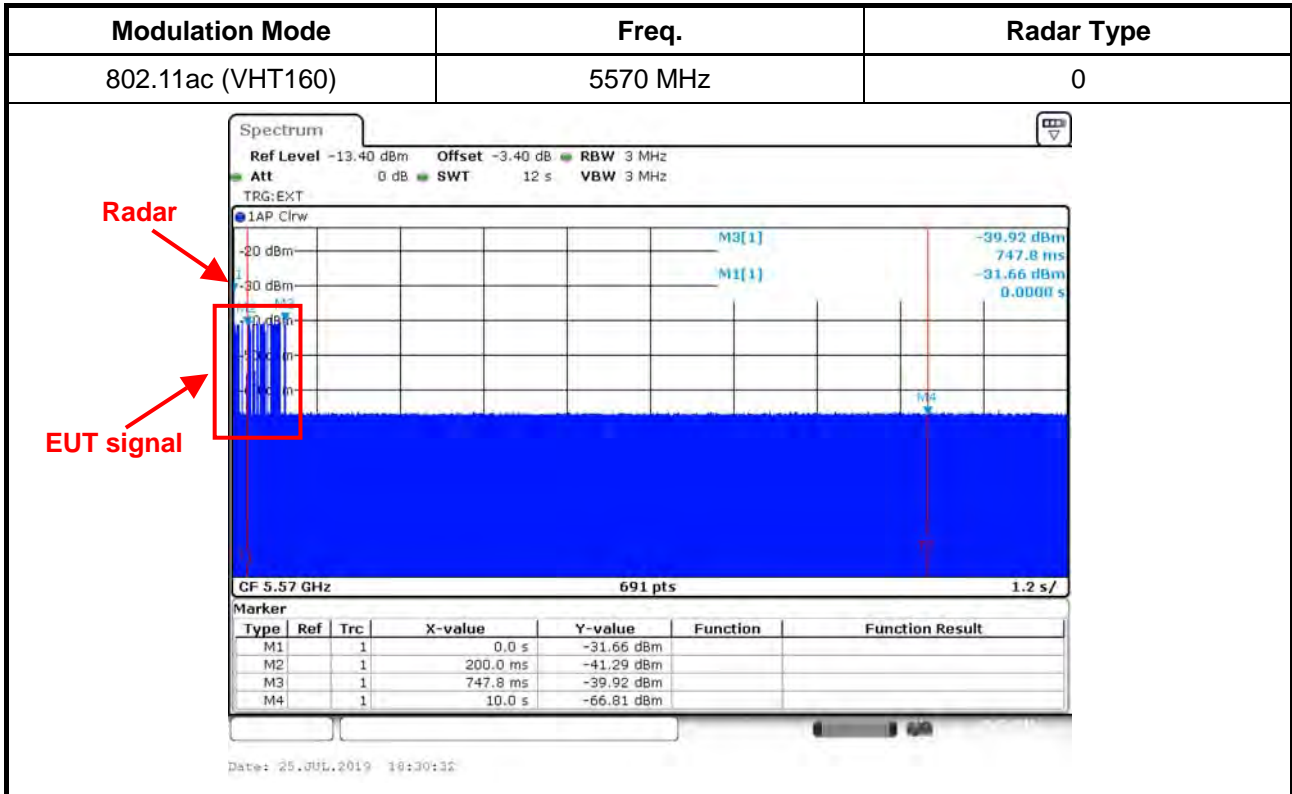 Modulation Mode Freq. Radar Type
802.11ac (VHT160) 5570 MHz 0
Spectrum
Ref Level -13.40 dBm Offset -3.40 dB RBW 3 MHz
Att 0 dB SWT 12 s VBW 3 MHz
TRG:EXT
Radar
1AP Clrw
M3[1] -39.92 dBm
-20 dBm
747.8 ms
M1[1] -31.66 dBm
-30 dBm
0.0000 s
M4
EUT signal
CF 5.57 GHz 691 pts 1.2 s/
Marker
Type Ref Trc X-value Y-value Function Function Result
M1 1 0.0 s -31.66 dBm
M2 1 200.0 ms -41.29 dBm
M3 1 747.8 ms -39.92 dBm
M4 1 10.0 s -66.81 dBm
Date: 25.JUL.2019